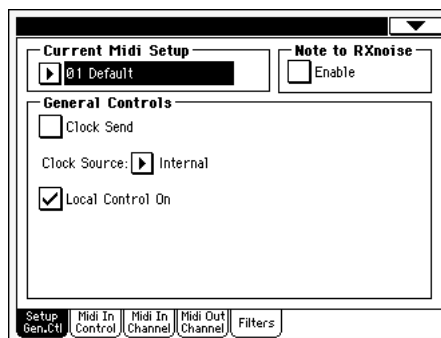 Current Midi Setup
01 Default
Note to RXnoise
Enable
General Controls
Clock Send
Clock Source: Internal
Local Control On
Setup
Gen.Ctl
Midi In
Control
Midi In
Channel
Midi Out
Channel
Filters